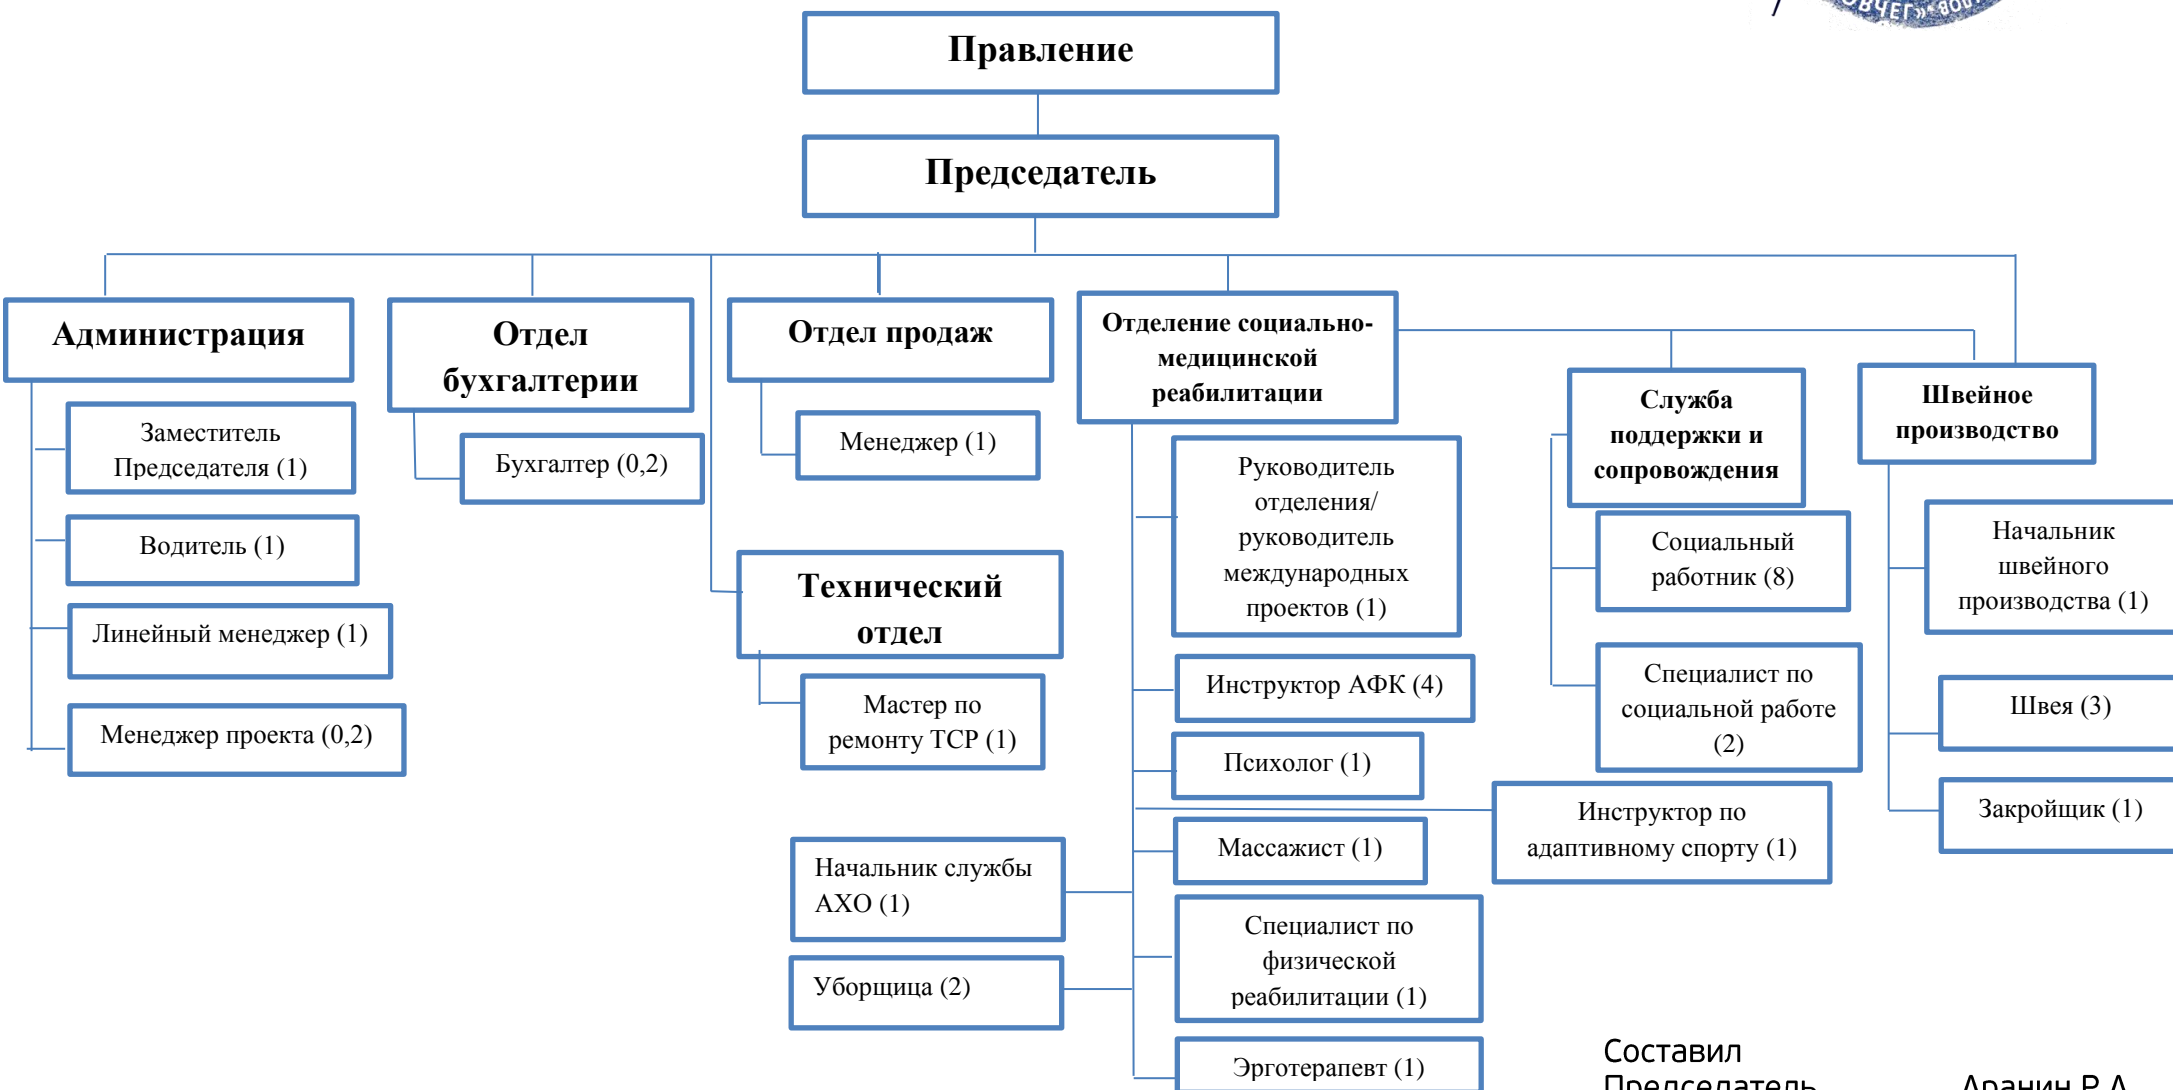 ОВЧЕГ»
Правление
Председатель
Администрация
Заместитель
Председателя (1)
Водитель (1)
Линейный менеджер (1)
Менеджер проекта (0,2)
Отдел
бухгалтерии
Бухгалтер (0,2)
Отдел продаж
Менеджер (1)
Технический
отдел
Мастер по
ремонту ТСР (1)
Отделение социально-
медицинской
реабилитации
Руководитель
отделения/
руководитель
международных
проектов (1)
Инструктор АФК (4)
Психолог (1)
Инструктор по
адаптивному спорту (1)
Массажист (1)
Начальник службы
АХО (1)
Специалист по
физической
реабилитации (1)
Уборщица (2)
Эрготерапевт (1)
Служба
поддержки и
сопровождения
Социальный
работник (8)
Специалист по
социальной работе
(2)
Швейное
производство
Начальник
швейного
производства (1)
Швея (3)
Закройщик (1)
Составил
Председатель Аранин Р.А.